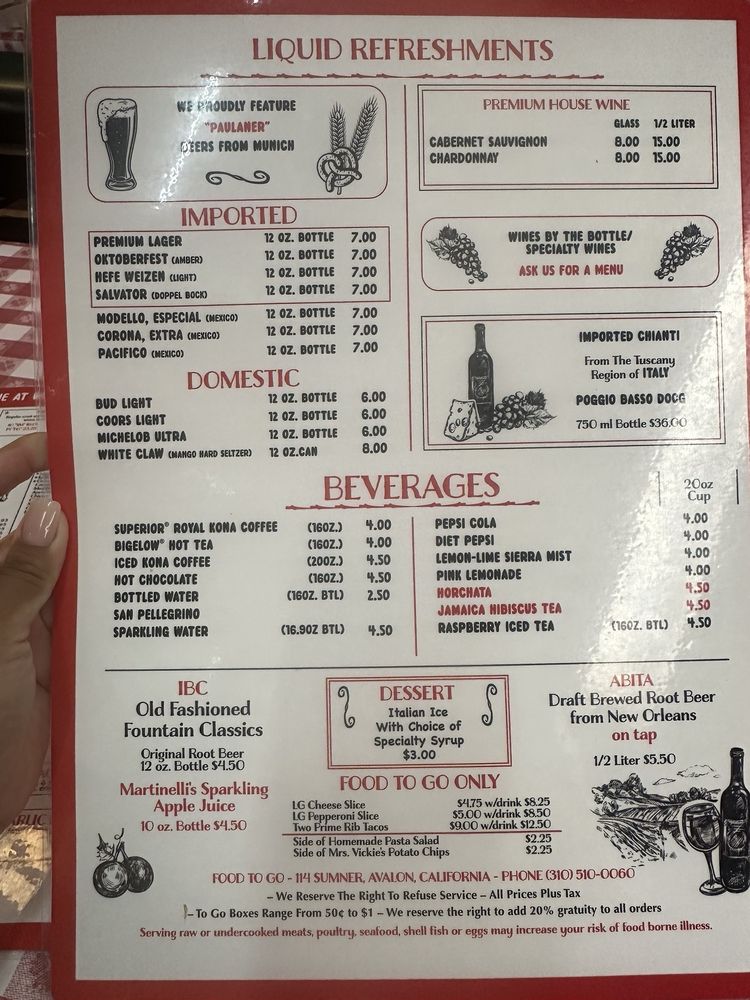 LIQUID REFRESHMENTS
WE PROUDLY FEATURE
"PAULANER"
BEERS FROM MUNICH
IMPORTED
PREMIUM LAGER 12 OZ. BOTTLE 7.00
OKTOBERFEST (AMBER) 12 OZ. BOTTLE 7.00
HEFE WEIZEN (LIGHT) 12 OZ. BOTTLE 7.00
SALVATOR (DOPPEL BOCK) 12 OZ. BOTTLE 7.00
MODELLO, ESPECIAL (MEXICO) 12 OZ. BOTTLE 7.00
CORONA, EXTRA (MEXICO) 12 OZ. BOTTLE 7.00
PACIFICO (MEXICO) 12 OZ. BOTTLE 7.00
DOMESTIC
BUD LIGHT 12 OZ. BOTTLE 6.00
COORS LIGHT 12 OZ. BOTTLE 6.00
MICHELOB ULTRA 12 OZ. BOTTLE 6.00
WHITE CLAW (MANGO HARD SELTZER) 12 OZ.CAN 8.00
PREMIUM HOUSE WINE
GLASS 1/2 LITER
CABERNET SAUVIGNON 8.00 15.00
CHARDONNAY 8.00 15.00
WINES BY THE BOTTLE/
SPECIALTY WINES
ASK US FOR A MENU
IMPORTED CHIANTI
From The Tuscany
Region of ITALY
POGGIO BASSO DOCG
750 ml Bottle $36.00
BEVERAGES
SUPERIOR® ROYAL KONA COFFEE (16OZ.) 4.00
BIGELOW® HOT TEA (16OZ.) 4.00
ICED KONA COFFEE (20OZ.) 4.50
HOT CHOCOLATE (16OZ.) 4.50
BOTTLED WATER (16OZ. BTL) 2.50
SAN PELLEGRINO
SPARKLING WATER (16.9OZ BTL) 4.50
20oz
Cup
PEPSI COLA 4.00
DIET PEPSI 4.00
LEMON-LIME SIERRA MIST 4.00
PINK LEMONADE 4.00
HORCHATA 4.50
JAMAICA HIBISCUS TEA 4.50
RASPBERRY ICED TEA (16OZ. BTL) 4.50
IBC
Old Fashioned
Fountain Classics
Original Root Beer
12 oz. Bottle $4.50
Martinelli's Sparkling
Apple Juice
10 oz. Bottle $4.50
DESSERT
Italian Ice
With Choice of
Specialty Syrup
$3.00
ABITA
Draft Brewed Root Beer
from New Orleans
on tap
1/2 Liter $5.50
FOOD TO GO ONLY
LG Cheese Slice $4.75 w/drink $8.25
LG Pepperoni Slice $5.00 w/drink $8.50
Two Prime Rib Tacos $9.00 w/drink $12.50
Side of Homemade Pasta Salad $2.25
Side of Mrs. Vickie's Potato Chips $2.25
FOOD TO GO - 114 SUMNER, AVALON, CALIFORNIA - PHONE (310) 510-0060
– We Reserve The Right To Refuse Service – All Prices Plus Tax
– To Go Boxes Range From 50¢ to $1 – We reserve the right to add 20% gratuity to all orders
Serving raw or undercooked meats, poultry, seafood, shell fish or eggs may increase your risk of food borne illness.